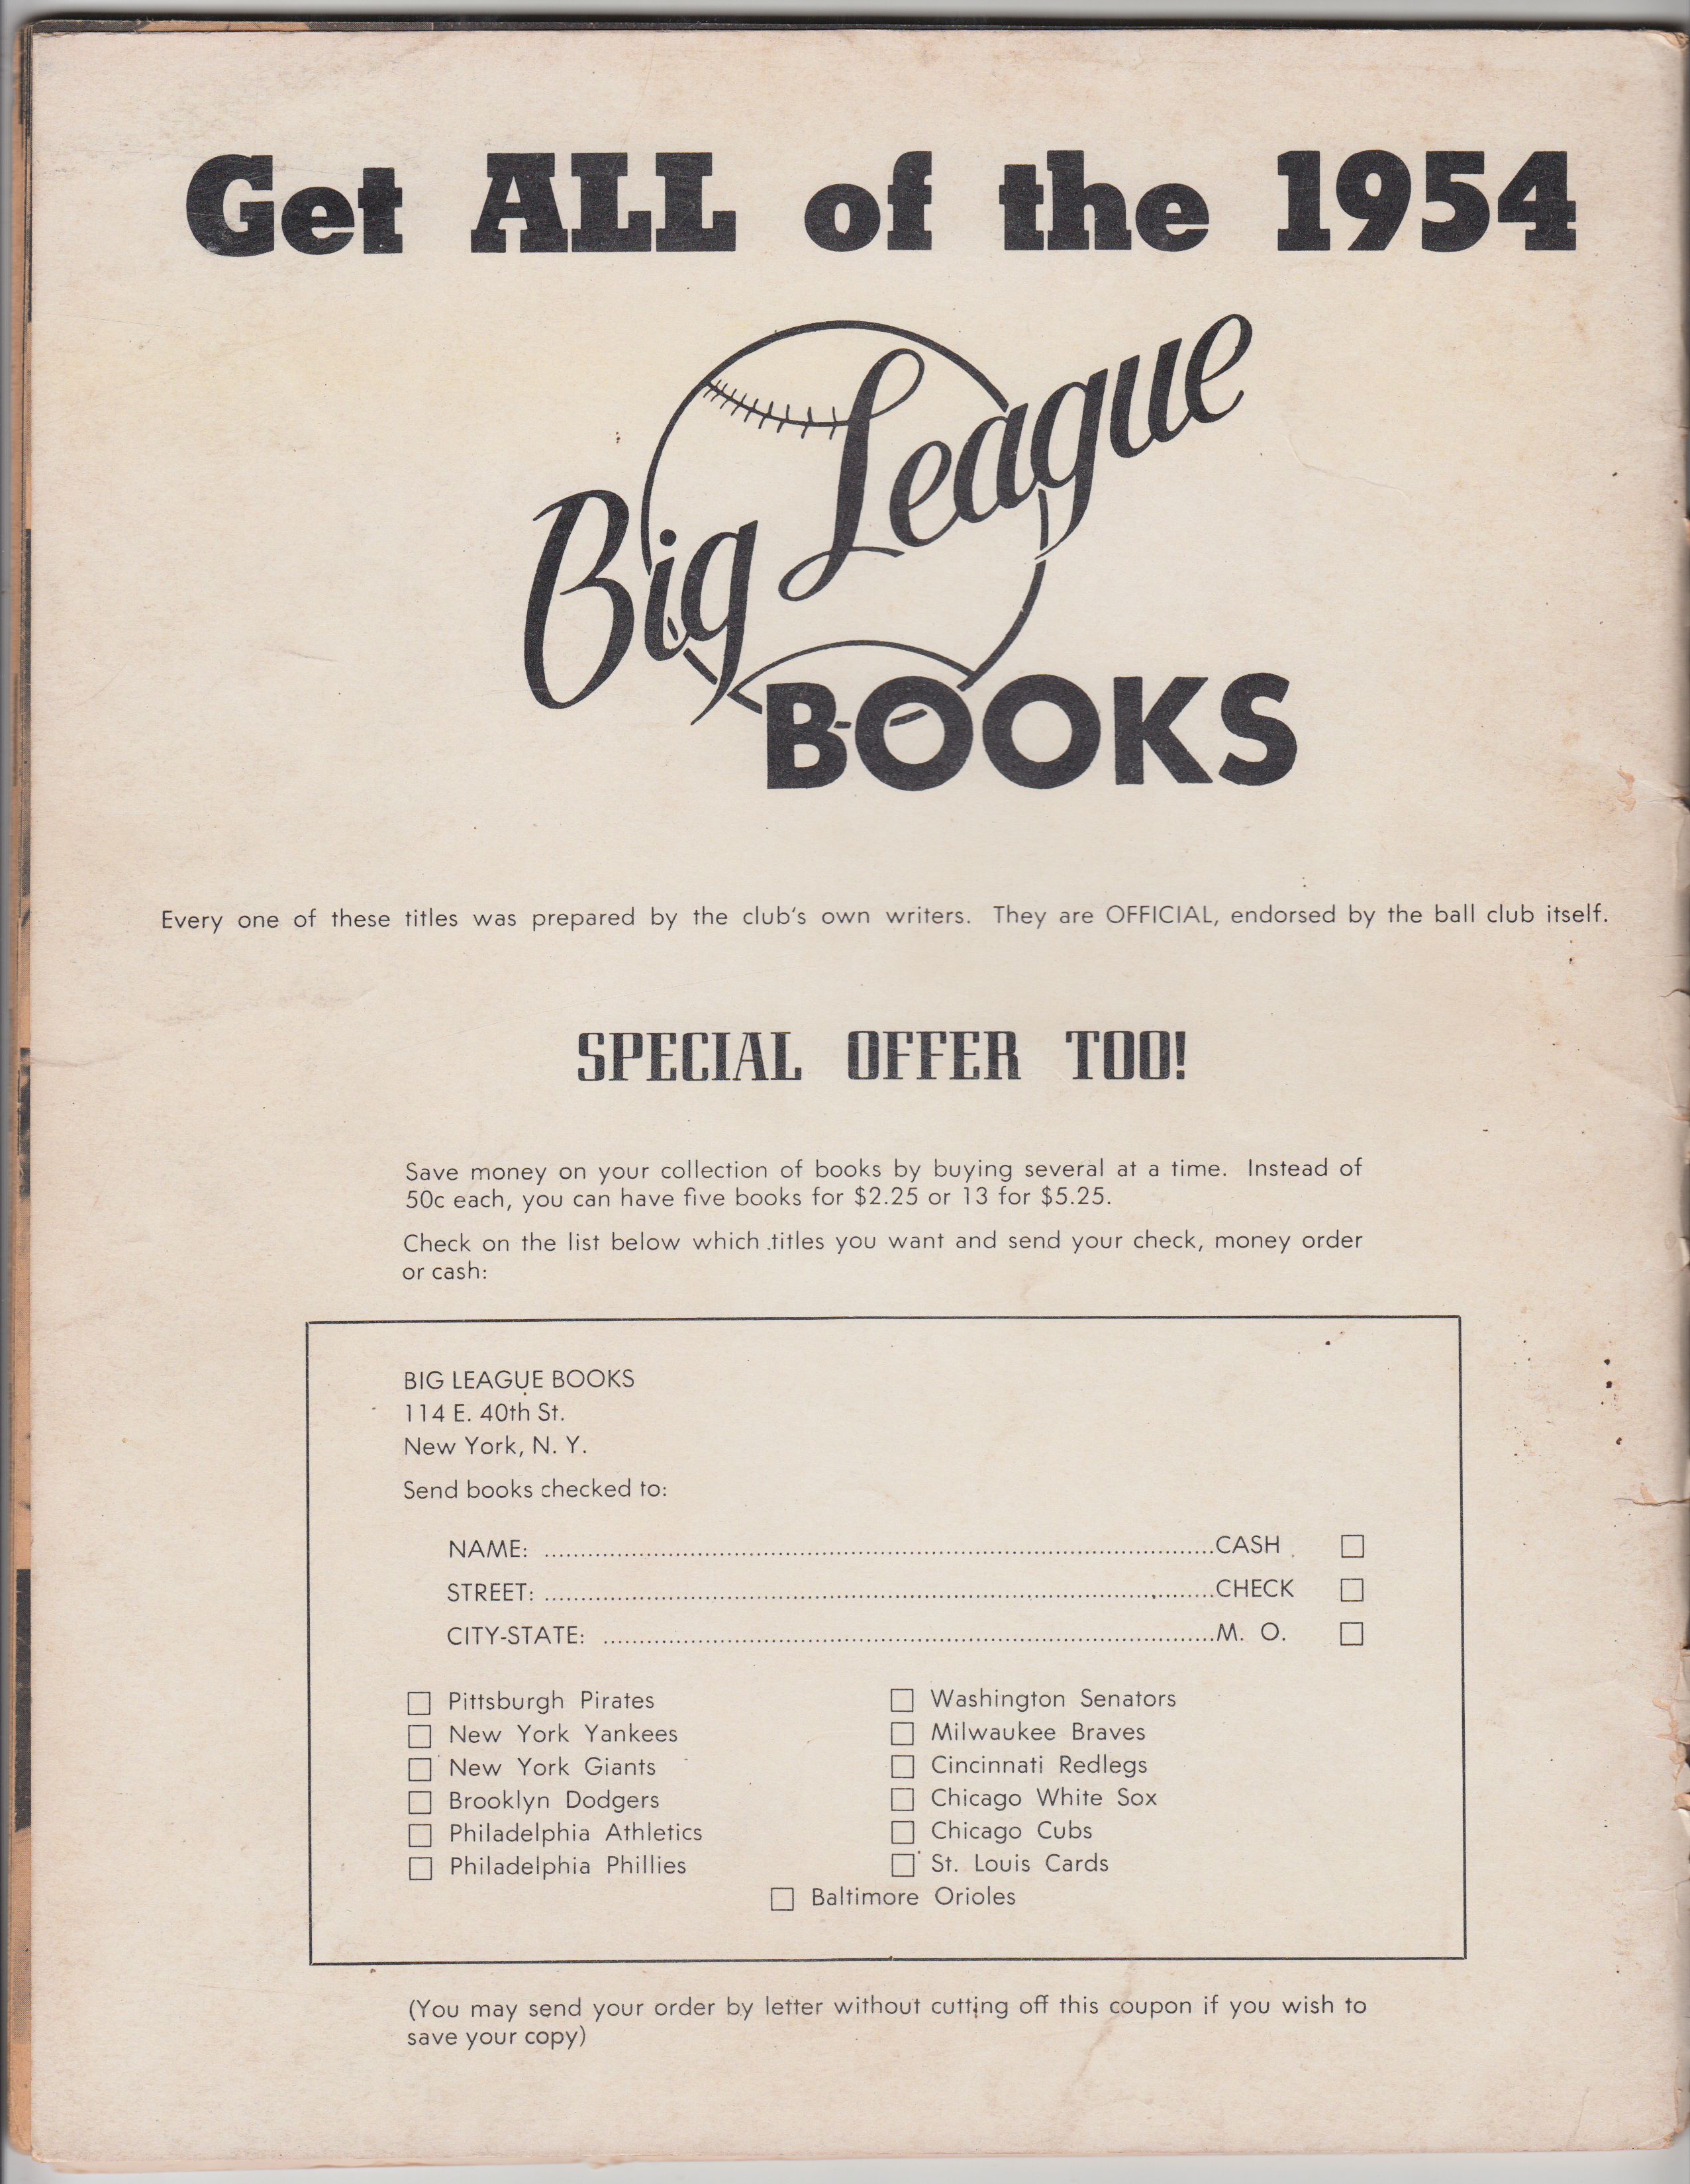 Get ALL of the 1954
Big League
BOOKS
Every one of these titles was prepared by the club's own writers. They are OFFICIAL, endorsed by the ball club itself.
SPECIAL OFFER TOO!
Save money on your collection of books by buying several at a time. Instead of
50c each, you can have five books for $2.25 or 13 for $5.25.
Check on the list below which titles you want and send your check, money order
or cash:
BIG LEAGUE BOOKS
114 E. 40th St.
New York, N. Y.
Send books checked to:
NAME: ........................................ CASH ☐
STREET: ........................................ CHECK ☐
CITY-STATE: ........................................ M. O. ☐
☐ Pittsburgh Pirates ☐ Washington Senators
☐ New York Yankees ☐ Milwaukee Braves
☐ New York Giants ☐ Cincinnati Redlegs
☐ Brooklyn Dodgers ☐ Chicago White Sox
☐ Philadelphia Athletics ☐ Chicago Cubs
☐ Philadelphia Phillies ☐ St. Louis Cards
☐ Baltimore Orioles
(You may send your order by letter without cutting off this coupon if you wish to
save your copy)